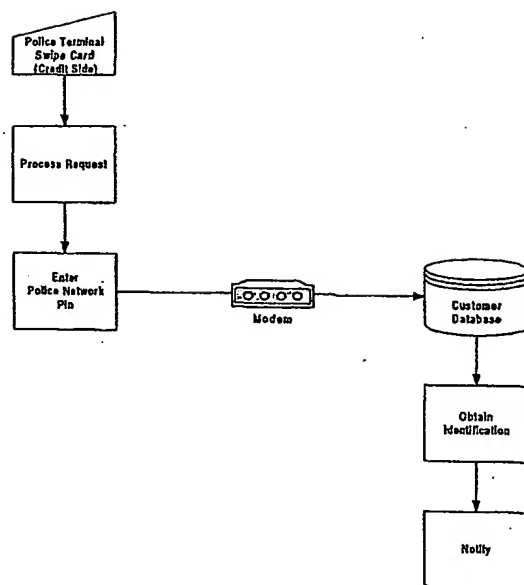 Police Terminal
Swipe Card
(Credit Side)
Process Request
Enter
Police Network
Pin
Modem
Customer
Database
Obtain
Identification
Notify